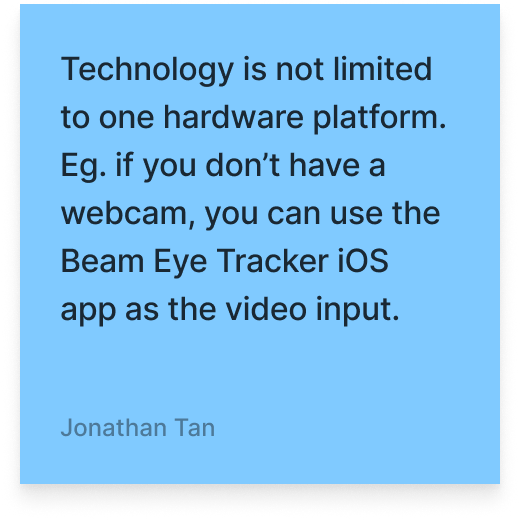 Technology is not limited
to one hardware platform.
Eg. if you don’t have a
webcam, you can use the
Beam Eye Tracker iOS
app as the video input.
Jonathan Tan